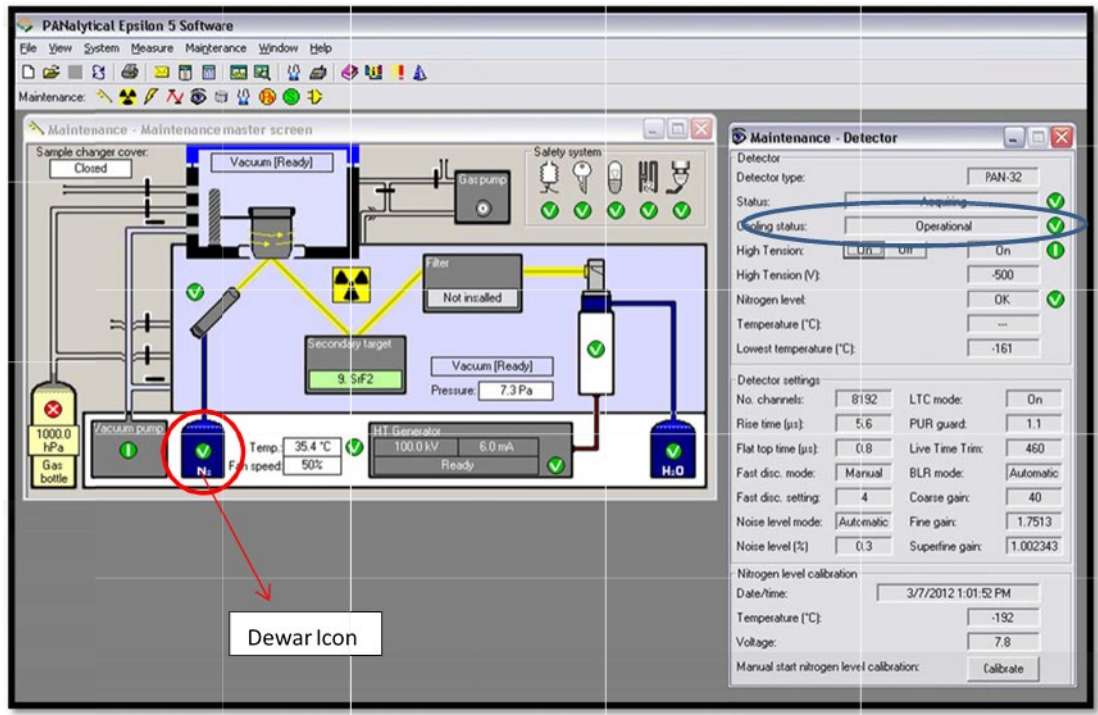 PANalytical Epsilon 5 Software
File View System Measure Maintenance Window Help
Maintenance:
Maintenance - Maintenance master screen
Sample changer cover:
Closed
Vacuum [Ready]
Gas pump
Safety system
Filter
Not installed
Secondary target
9. SrF2
Vacuum [Ready]
Pressure: 7.3 Pa
1000.0
hPa
Gas
bottle
Vacuum pump
N2
Temp.: 35.4 °C
Fan speed: 50%
HT Generator
100.0 kV 6.0 mA
Ready
H2O
Dewar Icon
Maintenance - Detector
Detector
Detector type: PAN-32
Status: Acquiring
Cooling status: Operational
High Tension: On Off On
High Tension (V): -500
Nitrogen level: OK
Temperature (°C): ---
Lowest temperature (°C): -161
Detector settings
No. channels: 8192 LTC mode: On
Rise time (µs): 5.6 PUR guard: 1.1
Flat top time (µs): 0.8 Live Time Trim: 460
Fast disc. mode: Manual BLR mode: Automatic
Fast disc. setting: 4 Coarse gain: 40
Noise level mode: Automatic Fine gain: 1.7513
Noise level (%) 0.3 Superfine gain: 1.002343
Nitrogen level calibration
Date/time: 3/7/2012 1:01:52 PM
Temperature (°C): -192
Voltage: 7.8
Manual start nitrogen level calibration: Calibrate